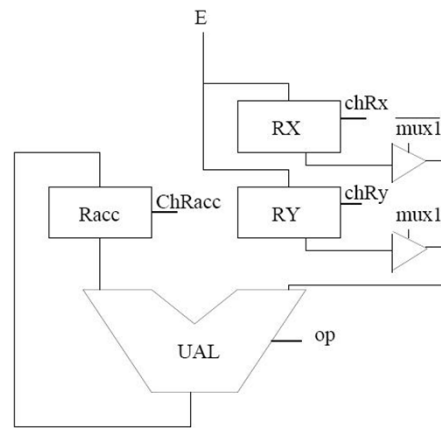 E
chRx
RX
mux1
ChRacc
chRy
Racc
RY
mux1
op
UAL